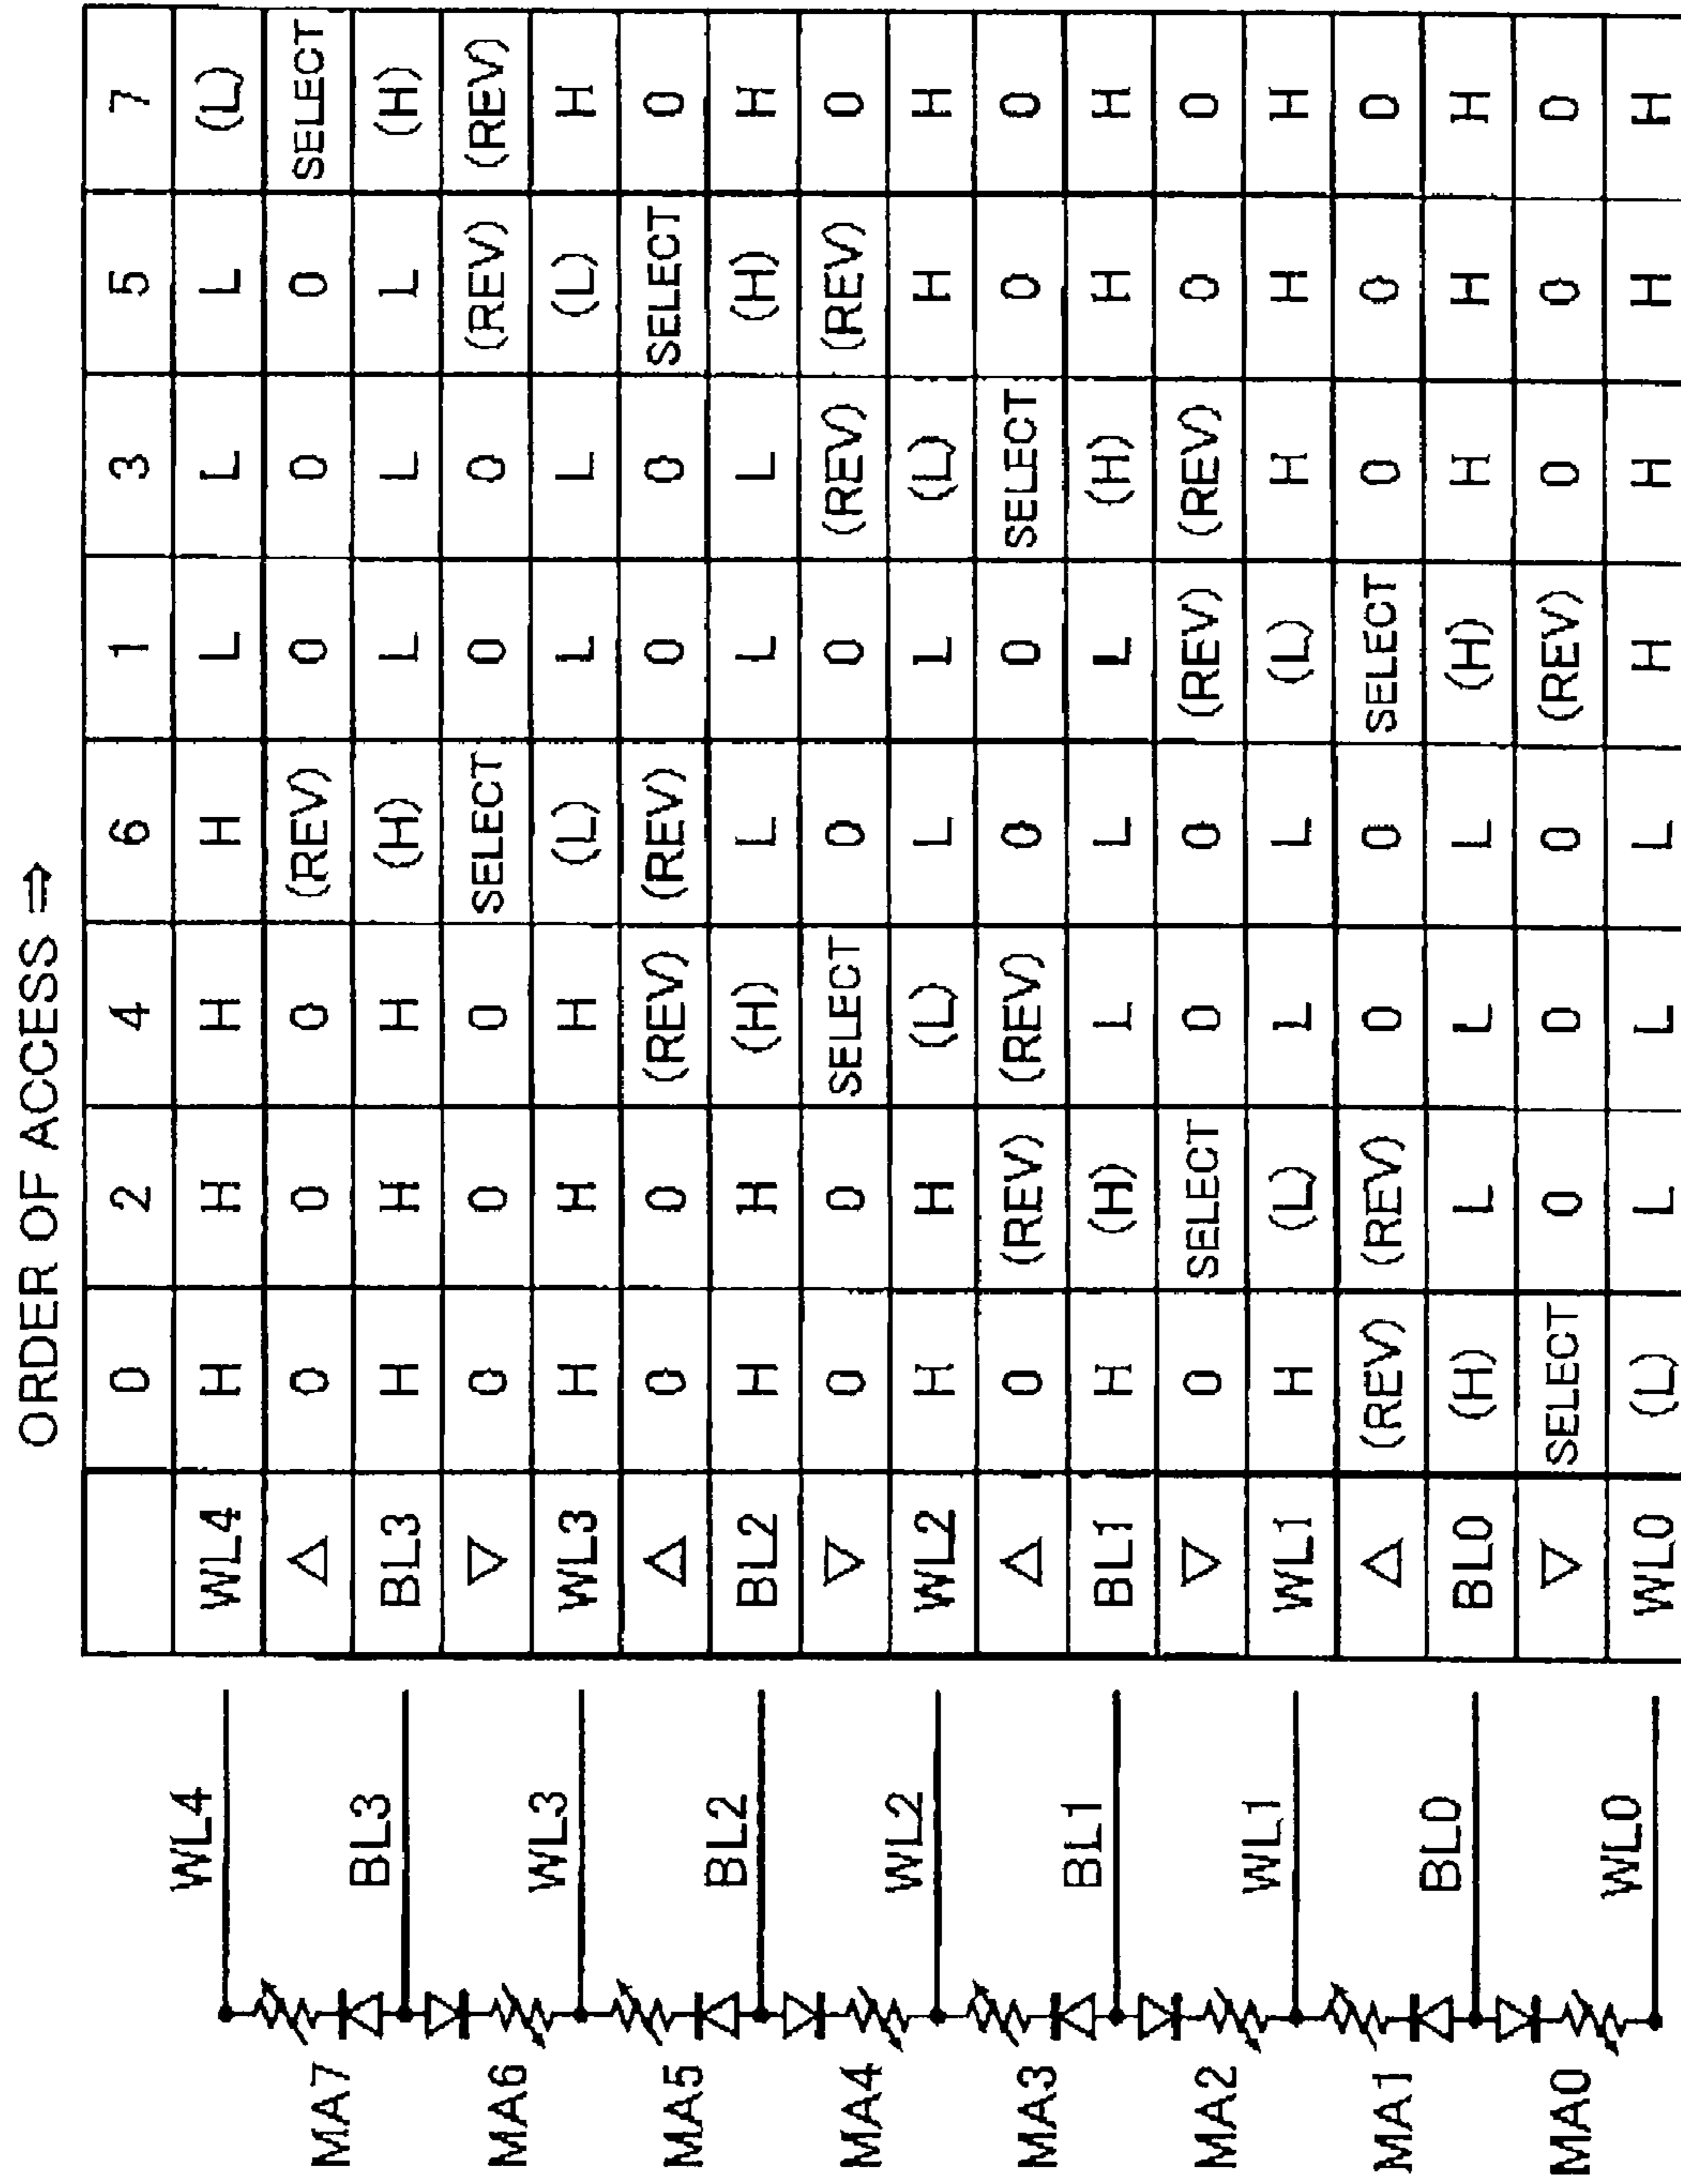 ORDER OF ACCESS ⇒
0 2 4 6 1 3 5 7
WL4 WL4 H H H H L L L (L)
MA7 △ 0 0 0 (REV) 0 0 0 SELECT
BL3 BL3 H H H (H) L L L (H)
MA6 ▽ 0 0 0 SELECT 0 0 (REV) (REV)
WL3 WL3 H H H (L) L L (L) H
MA5 △ 0 0 (REV) (REV) 0 0 SELECT 0
BL2 BL2 H H (H) L L L (H) H
MA4 ▽ 0 0 SELECT 0 0 (REV) (REV) 0
WL2 WL2 H H (L) L L (L) H H
MA3 △ 0 (REV) (REV) 0 0 SELECT 0 0
BL1 BL1 H (H) L L L (H) H H
MA2 ▽ 0 SELECT 0 0 (REV) (REV) 0 0
WL1 WL1 H (L) L L (L) H H H
MA1 △ (REV) (REV) 0 0 SELECT 0 0 0
BL0 BL0 (H) L L L (H) H H H
MA0 ▽ SELECT 0 0 0 (REV) 0 0 0
WL0 WL0 (L) L L L H H H H